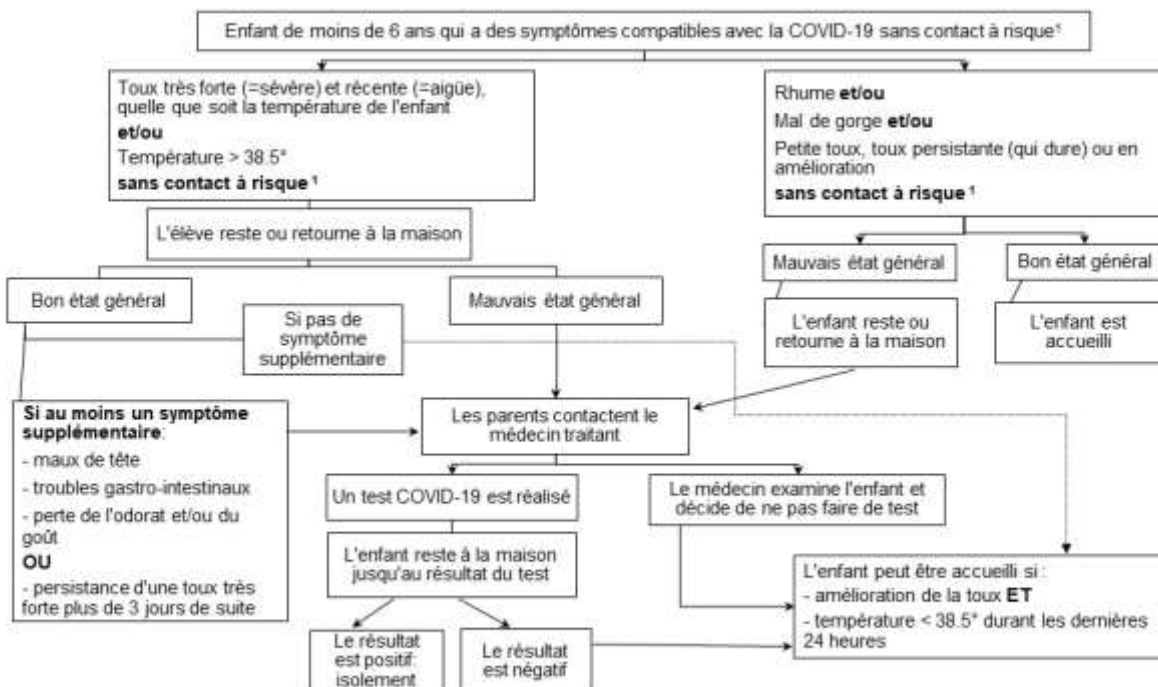 Enfant de moins de 6 ans qui a des symptômes compatibles avec la COVID-19 sans contact à risque¹
Toux très forte (=sévère) et récente (=aigüe),
quelle que soit la température de l'enfant
et/ou
Température > 38.5°
sans contact à risque ¹
Rhume et/ou
Mal de gorge et/ou
Petite toux, toux persistante (qui dure) ou en
amélioration
sans contact à risque ¹
L'élève reste ou retourne à la maison
Mauvais état général
Bon état général
Bon état général
Mauvais état général
Si pas de
symptôme
supplémentaire
L'enfant reste ou
retourne à la maison
L'enfant est
accueilli
Si au moins un symptôme
supplémentaire:
- maux de tête
- troubles gastro-intestinaux
- perte de l'odorat et/ou du
goût
OU
- persistance d'une toux très
forte plus de 3 jours de suite
Les parents contactent le
médecin traitant
Un test COVID-19 est réalisé
Le médecin examine l'enfant et
décide de ne pas faire de test
L'enfant reste à la maison
jusqu'au résultat du test
L'enfant peut être accueilli si :
- amélioration de la toux ET
- température < 38.5° durant les dernières
24 heures
Le résultat
est positif:
isolement
Le résultat
est négatif